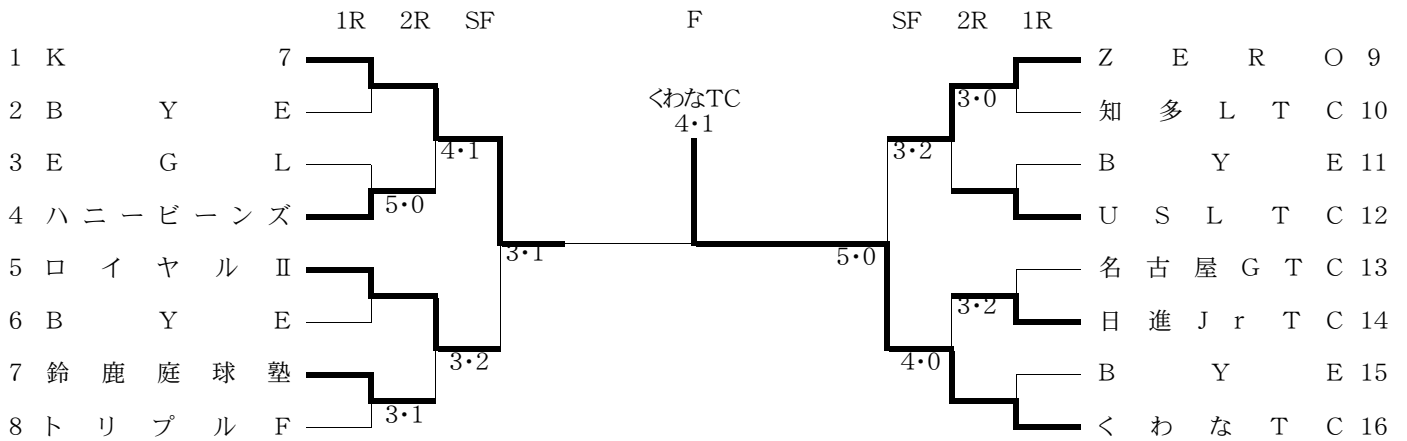 1R 2R SF F SF 2R 1R
1 K 7 Z E R O 9
くわなTC
3・0
2 B Y E 知 多 L T C 10
4・1
4・1 3・2
3 E G L B Y E 11
5・0
4 ハ ニ ー ビ ー ン ズ U S L T C 12
3・1 5・0
5 ロ イ ヤ ル Ⅱ 名 古 屋 G T C 13
3・2
6 B Y E 日 進 J r T C 14
3・2 4・0
7 鈴 鹿 庭 球 塾 B Y E 15
3・1
8 ト リ プ ル F く わ な T C 16